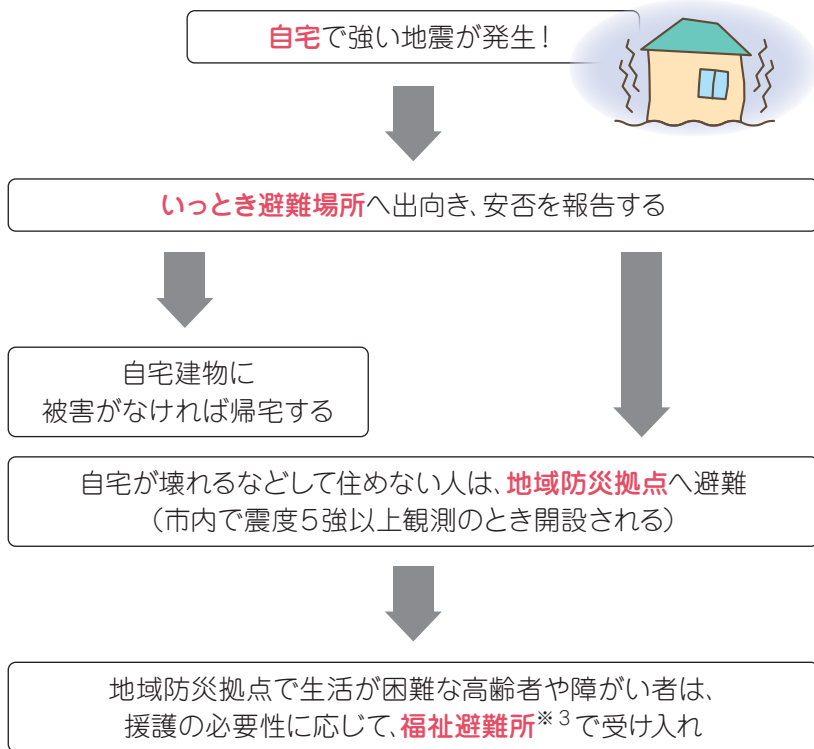 自宅で強い地震が発生！
いっとき避難場所へ出向き、安否を報告する
自宅建物に
被害がなければ帰宅する
自宅が壊れるなどして住めない人は、地域防災拠点へ避難
（市内で震度5強以上観測のとき開設される）
地域防災拠点で生活が困難な高齢者や障がい者は、
援護の必要性に応じて、福祉避難所※3で受け入れ